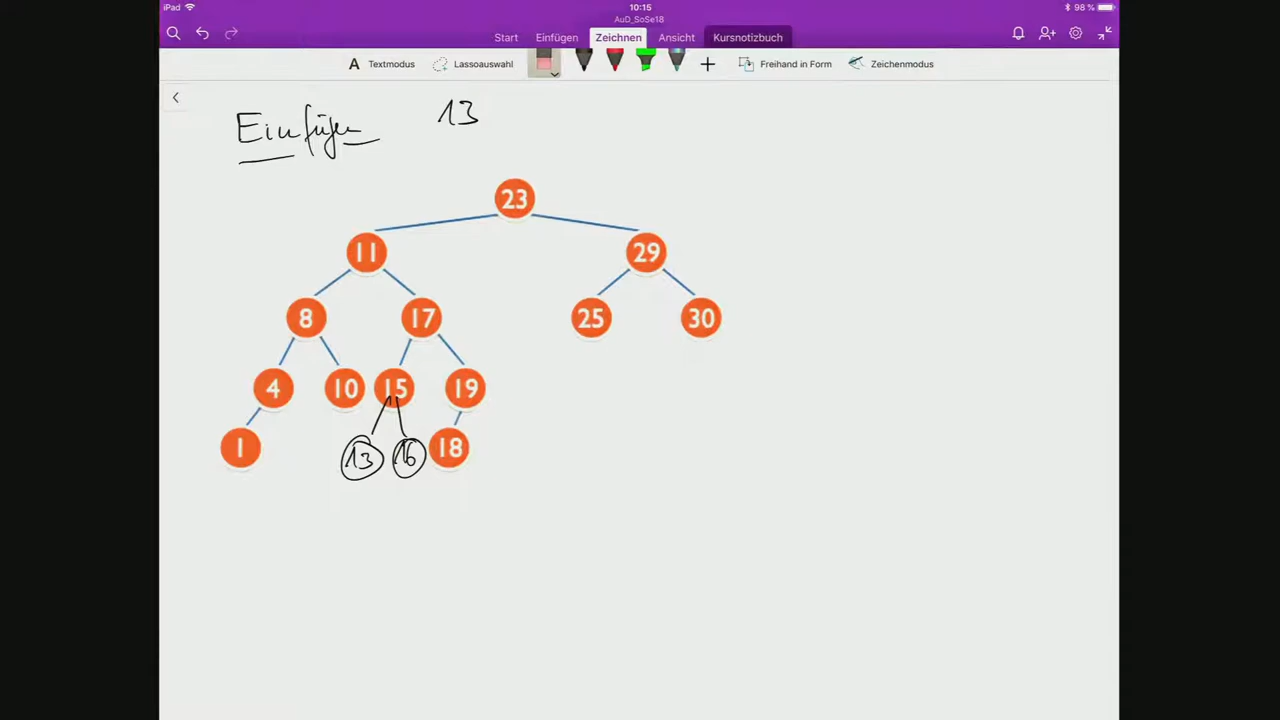 iPad 10:15 98 %
AuD_SoSe18
Start Einfügen Zeichnen Ansicht Kursnotizbuch
A Textmodus Lassoauswahl Freihand in Form Zeichenmodus
Einfügen 13
23
11 29
8 17 25 30
4 10 15 19
1 13 16 18